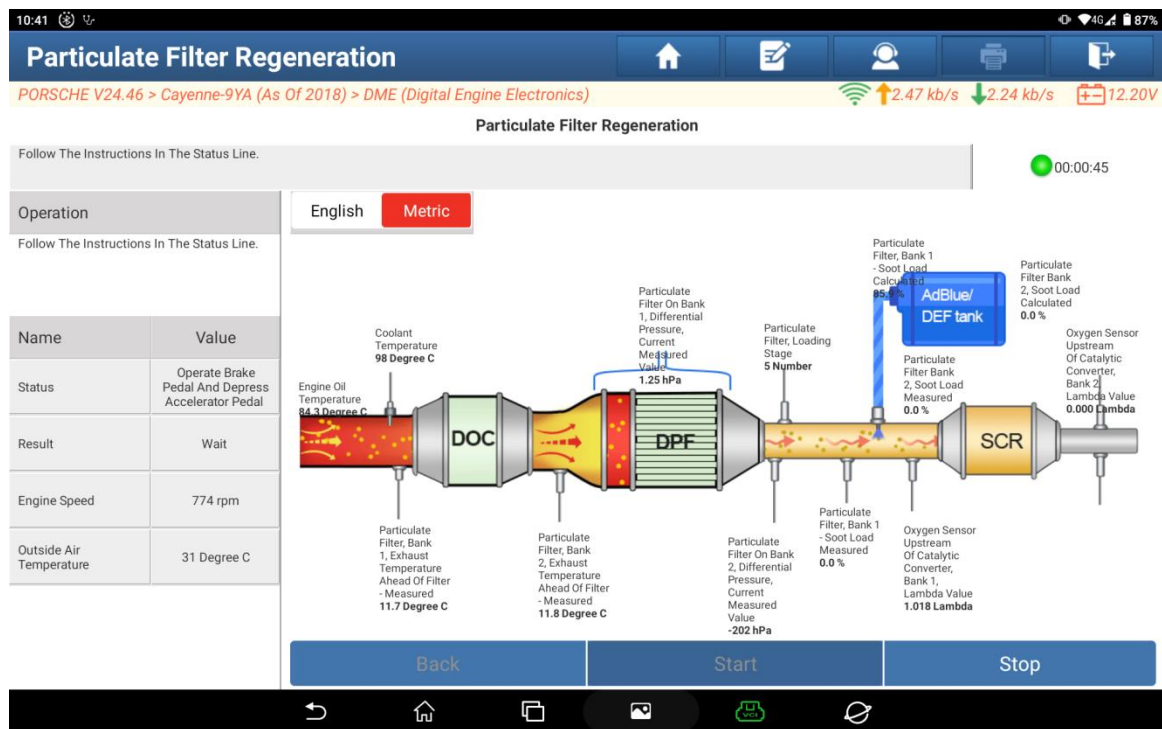 10:41
4G 87%
Particulate Filter Regeneration
PORSCHE V24.46 > Cayenne-9YA (As Of 2018) > DME (Digital Engine Electronics)
2.47 kb/s 2.24 kb/s 12.20V
Particulate Filter Regeneration
Follow The Instructions In The Status Line.
00:00:45
Operation
Follow The Instructions In The Status Line.
Name Value
Status
Operate Brake
Pedal And Depress
Accelerator Pedal
Result Wait
Engine Speed 774 rpm
Outside Air
Temperature
31 Degree C
English Metric
Engine Oil
Temperature
84.3 Degree C
Coolant
Temperature
98 Degree C
Particulate
Filter On Bank
1, Differential
Pressure,
Current
Measured
Value
1.25 hPa
Particulate
Filter, Loading
Stage
5 Number
Particulate
Filter, Bank 1
- Soot Load
Calculated
85.9 %
AdBlue/
DEF tank
Particulate
Filter Bank
2, Soot Load
Calculated
0.0 %
Particulate
Filter Bank
2, Soot Load
Measured
0.0 %
Oxygen Sensor
Upstream
Of Catalytic
Converter,
Bank 2,
Lambda Value
0.000 Lambda
DOC
DPF
SCR
Particulate
Filter, Bank
1, Exhaust
Temperature
Ahead Of Filter
- Measured
11.7 Degree C
Particulate
Filter, Bank
2, Exhaust
Temperature
Ahead Of Filter
- Measured
11.8 Degree C
Particulate
Filter On Bank
2, Differential
Pressure,
Current
Measured
Value
-202 hPa
Particulate
Filter, Bank 1
- Soot Load
Measured
0.0 %
Oxygen Sensor
Upstream
Of Catalytic
Converter,
Bank 1,
Lambda Value
1.018 Lambda
Back Start Stop
VCI